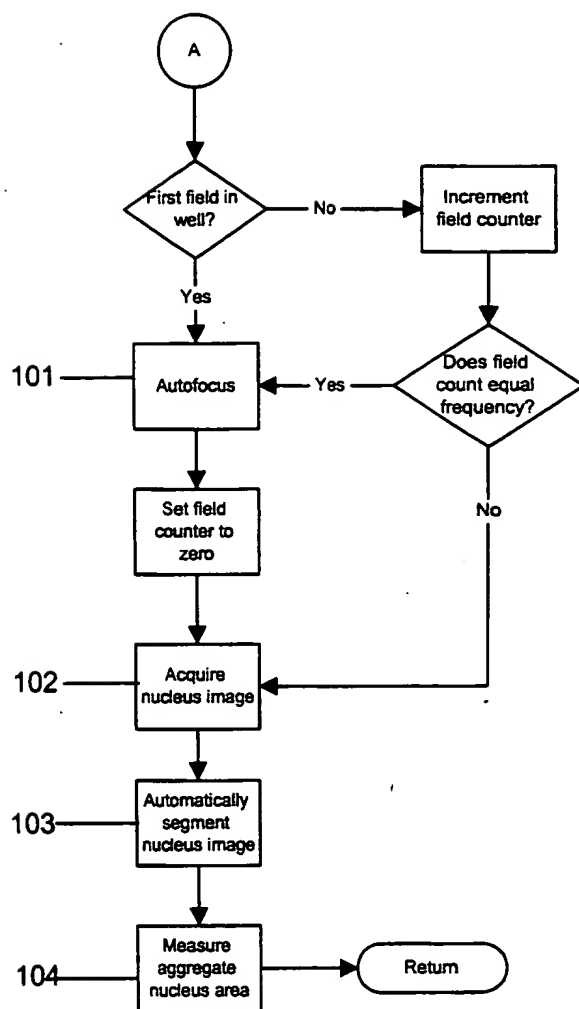 A
First field in
well?
No
Increment
field counter
Yes
Does field
count equal
frequency?
Yes
101
Autofocus
Set field
counter to
zero
No
102
Acquire
nucleus image
103
Automatically
segment
nucleus image
104
Measure
aggregate
nucleus area
Return